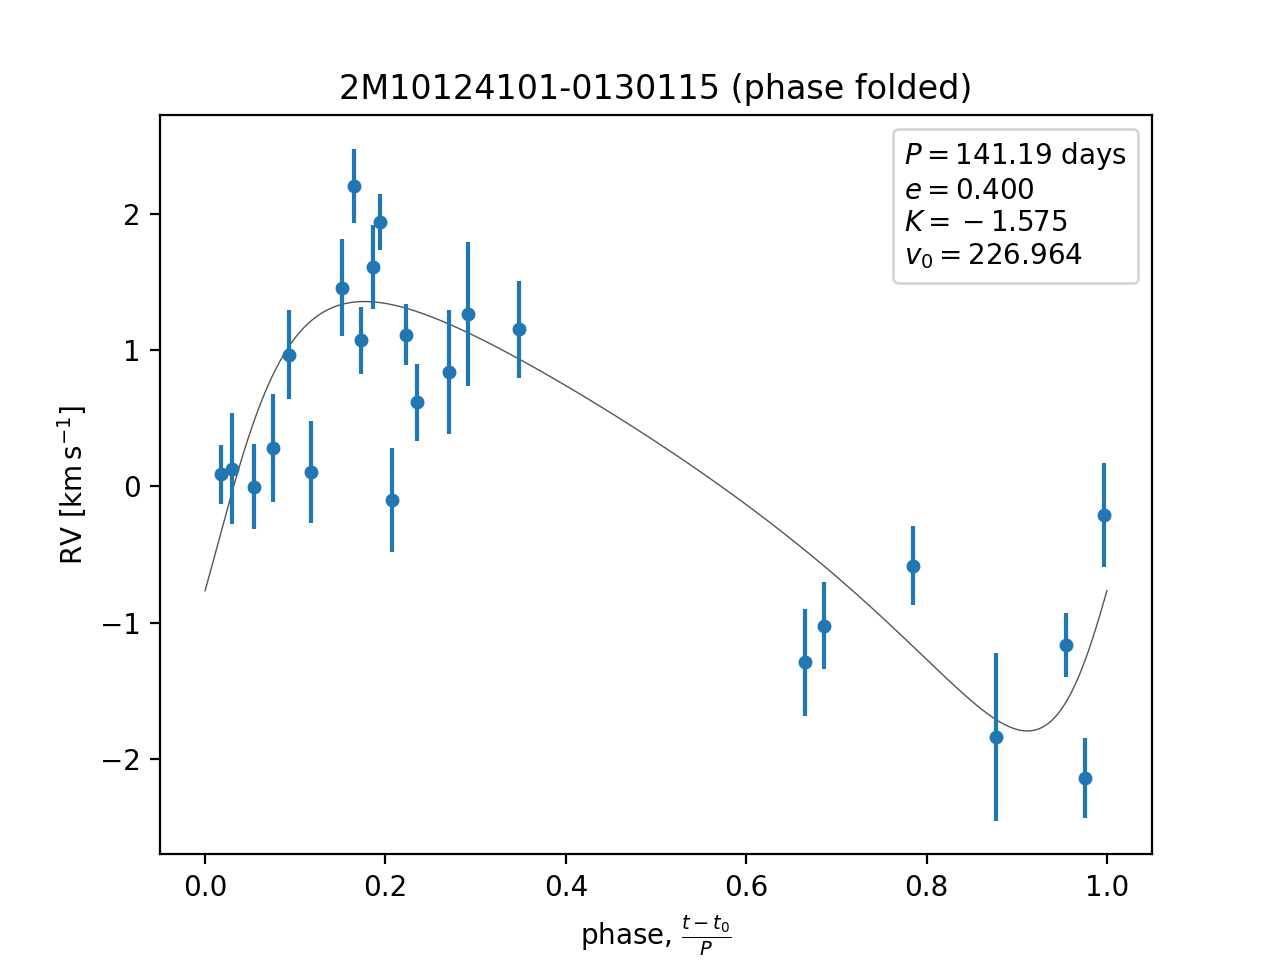 2M10124101-0130115 (phase folded)
P = 141.19 days
e = 0.400
K = −1.575
v₀ = 226.964
RV [km s⁻¹]
2
1
0
−1
−2
0.0 0.2 0.4 0.6 0.8 1.0
phase, (t − t₀)/P